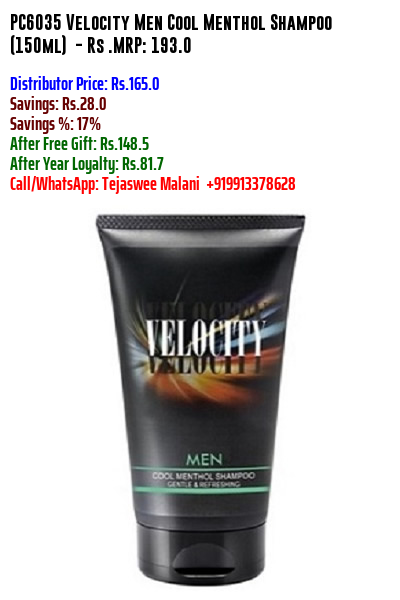 PC6035 Velocity Men Cool Menthol Shampoo
(150ml) - Rs .MRP: 193.0
Distributor Price: Rs.165.0
Savings: Rs.28.0
Savings %: 17%
After Free Gift: Rs.148.5
After Year Loyalty: Rs.81.7
Call/WhatsApp: Tejaswee Malani +919913378628
VELOCITY
MEN
COOL MENTHOL SHAMPOO
GENTLE & REFRESHING